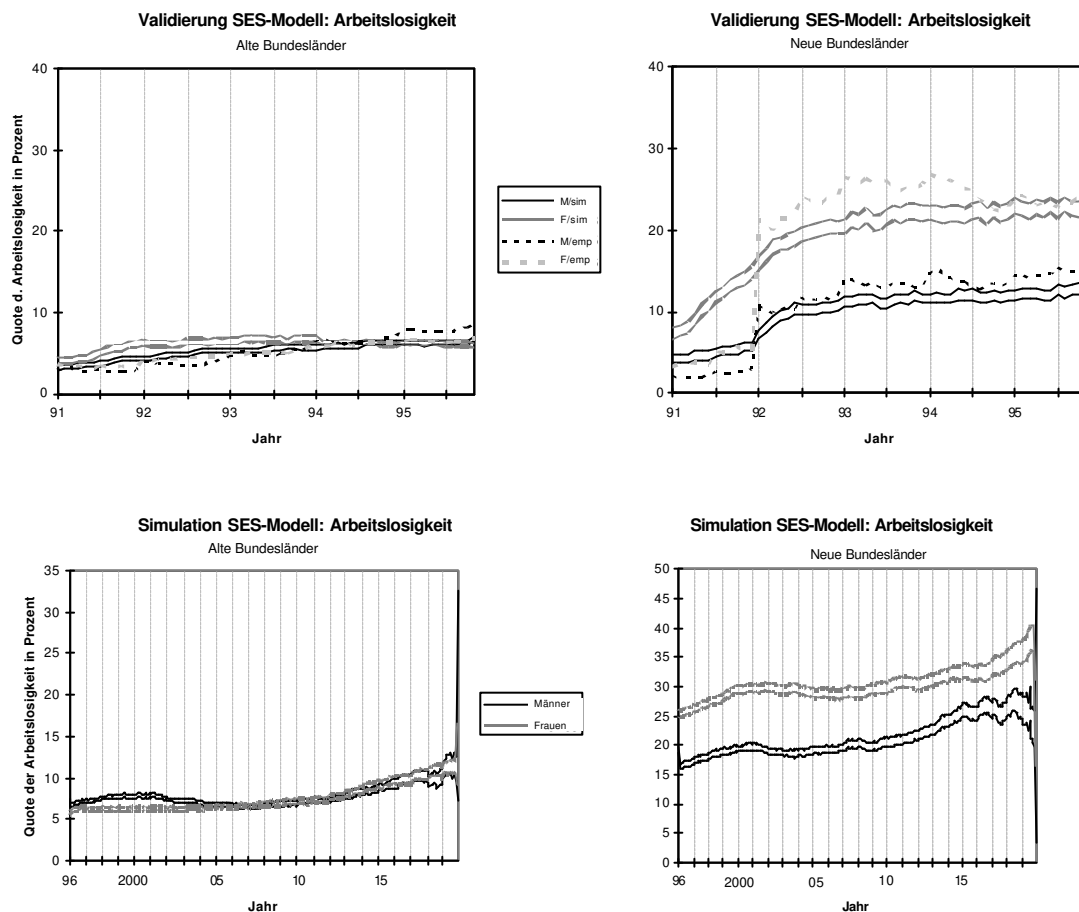 Validierung SES-Modell: Arbeitslosigkeit
Alte Bundesländer
Quote d. Arbeitslosigkeit in Prozent
40
30
20
10
0
91 92 93 94 95
Jahr
M/sim
F/sim
M/emp
F/emp
Validierung SES-Modell: Arbeitslosigkeit
Neue Bundesländer
40
30
20
10
0
91 92 93 94 95
Jahr
Simulation SES-Modell: Arbeitslosigkeit
Alte Bundesländer
Quote der Arbeitslosigkeit in Prozent
35
30
25
20
15
10
5
0
96 2000 05 10 15
Jahr
Männer
Frauen
Simulation SES-Modell: Arbeitslosigkeit
Neue Bundesländer
50
45
40
35
30
25
20
15
10
5
0
96 2000 05 10 15
Jahr